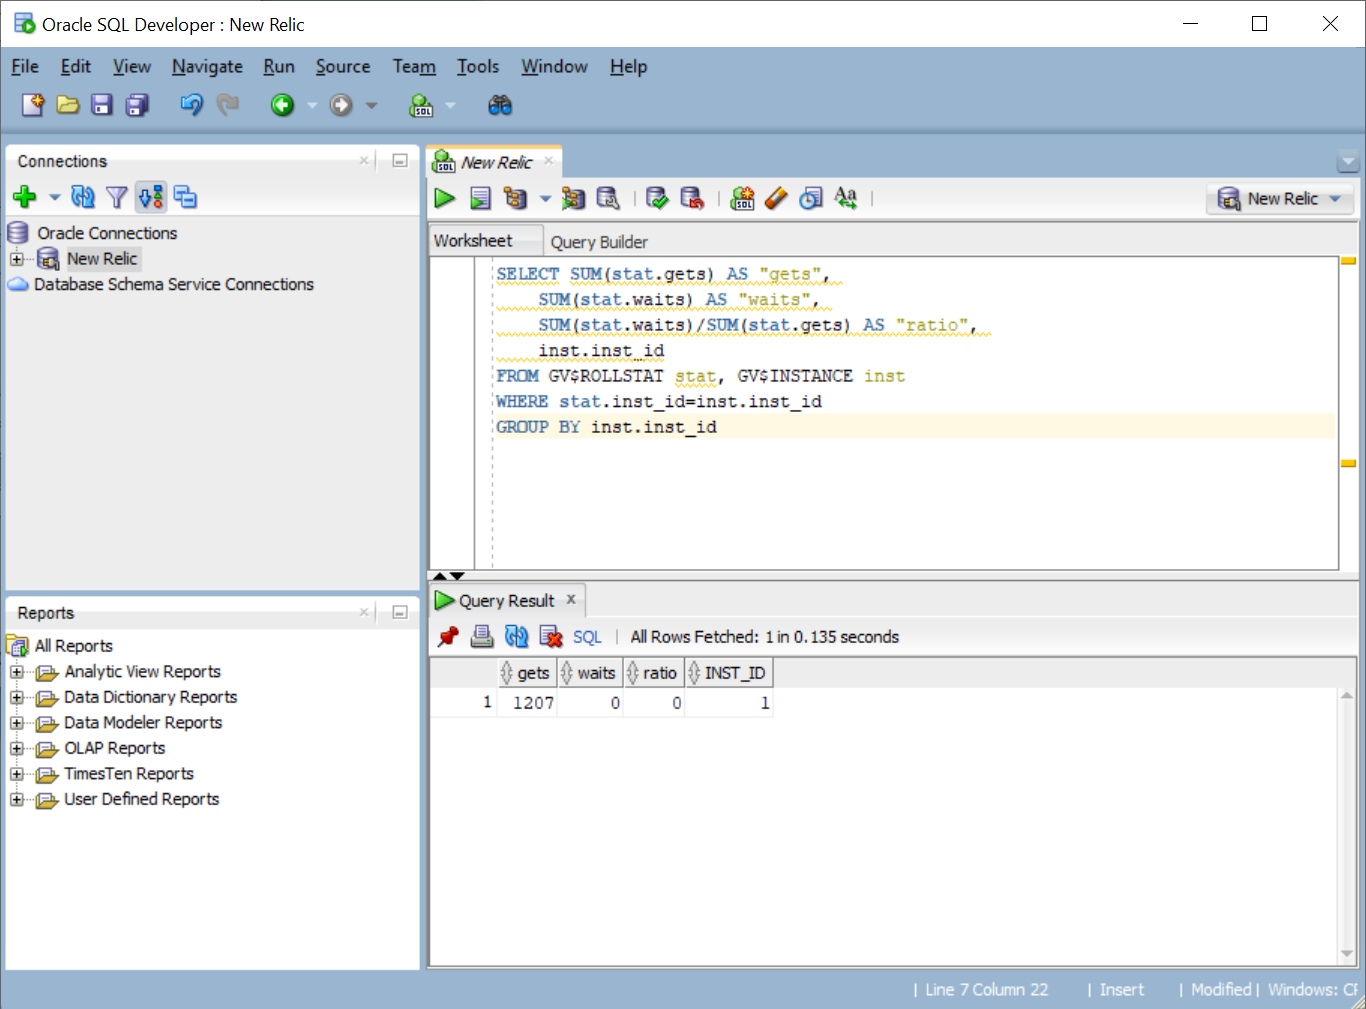 Oracle SQL Developer : New Relic
File Edit View Navigate Run Source Team Tools Window Help
Connections
Oracle Connections
New Relic
Database Schema Service Connections
Reports
All Reports
Analytic View Reports
Data Dictionary Reports
Data Modeler Reports
OLAP Reports
TimesTen Reports
User Defined Reports
New Relic
New Relic
Worksheet Query Builder
SELECT SUM(stat.gets) AS "gets",
SUM(stat.waits) AS "waits",
SUM(stat.waits)/SUM(stat.gets) AS "ratio",
inst.inst_id
FROM GV$ROLLSTAT stat, GV$INSTANCE inst
WHERE stat.inst_id=inst.inst_id
GROUP BY inst.inst_id
Query Result
SQL | All Rows Fetched: 1 in 0.135 seconds
gets waits ratio INST_ID
1 1207 0 0 1
| Line 7 Column 22 | Insert | Modified | Windows: